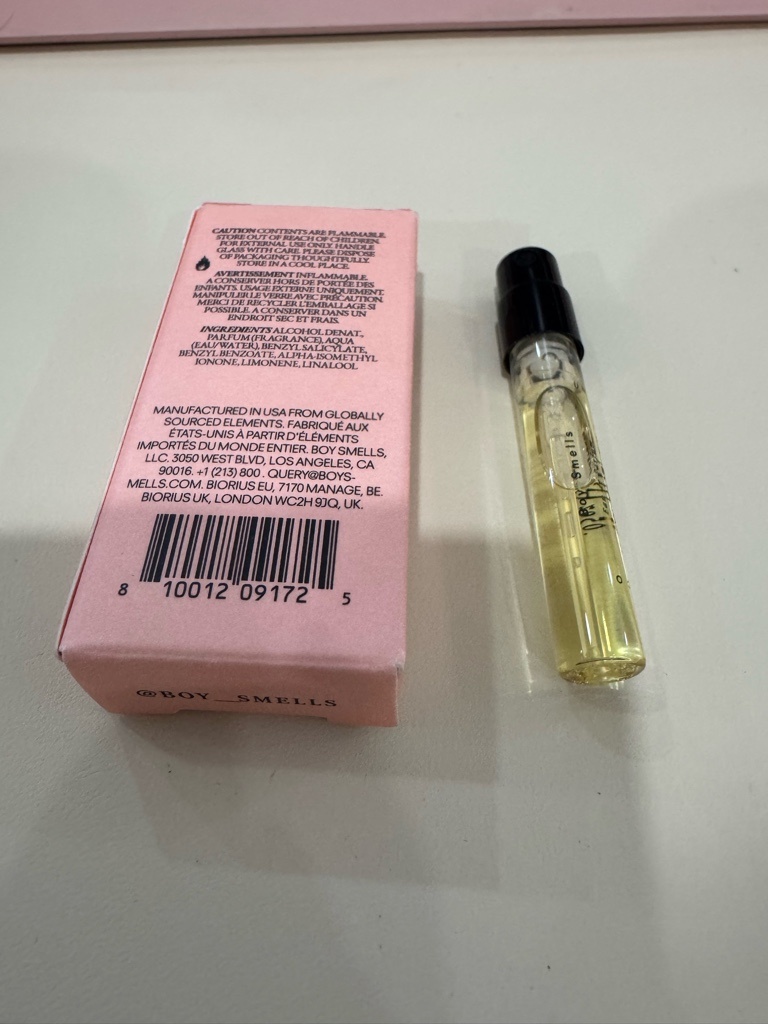 CAUTION CONTENTS ARE FLAMMABLE.
STORE OUT OF REACH OF CHILDREN.
FOR EXTERNAL USE ONLY. HANDLE
GLASS WITH CARE. PLEASE DISPOSE
OF PACKAGING THOUGHTFULLY.
STORE IN A COOL PLACE.
AVERTISSEMENT INFLAMMABLE.
A CONSERVER HORS DE PORTÉE DES
ENFANTS. USAGE EXTERNE UNIQUEMENT.
MANIPULER LE VERRE AVEC PRÉCAUTION.
MERCI DE RECYCLER L'EMBALLAGE SI
POSSIBLE. A CONSERVER DANS UN
ENDROIT SEC ET FRAIS.
INGREDIENTS ALCOHOL DENAT.,
PARFUM (FRAGRANCE), AQUA
(EAU/WATER), BENZYL SALICYLATE,
BENZYL BENZOATE, ALPHA-ISOMETHYL
IONONE, LIMONENE, LINALOOL
MANUFACTURED IN USA FROM GLOBALLY
SOURCED ELEMENTS. FABRIQUÉ AUX
ÉTATS-UNIS À PARTIR D'ÉLÉMENTS
IMPORTÉS DU MONDE ENTIER. BOY SMELLS,
LLC. 3050 WEST BLVD, LOS ANGELES, CA
90016. +1 (213) 800 . QUERY@BOYS-
MELLS.COM. BIORIUS EU, 7170 MANAGE, BE.
BIORIUS UK, LONDON WC2H 9JQ, UK.
8 10012 09172 5
@BOY__SMELLS
Boy Smells